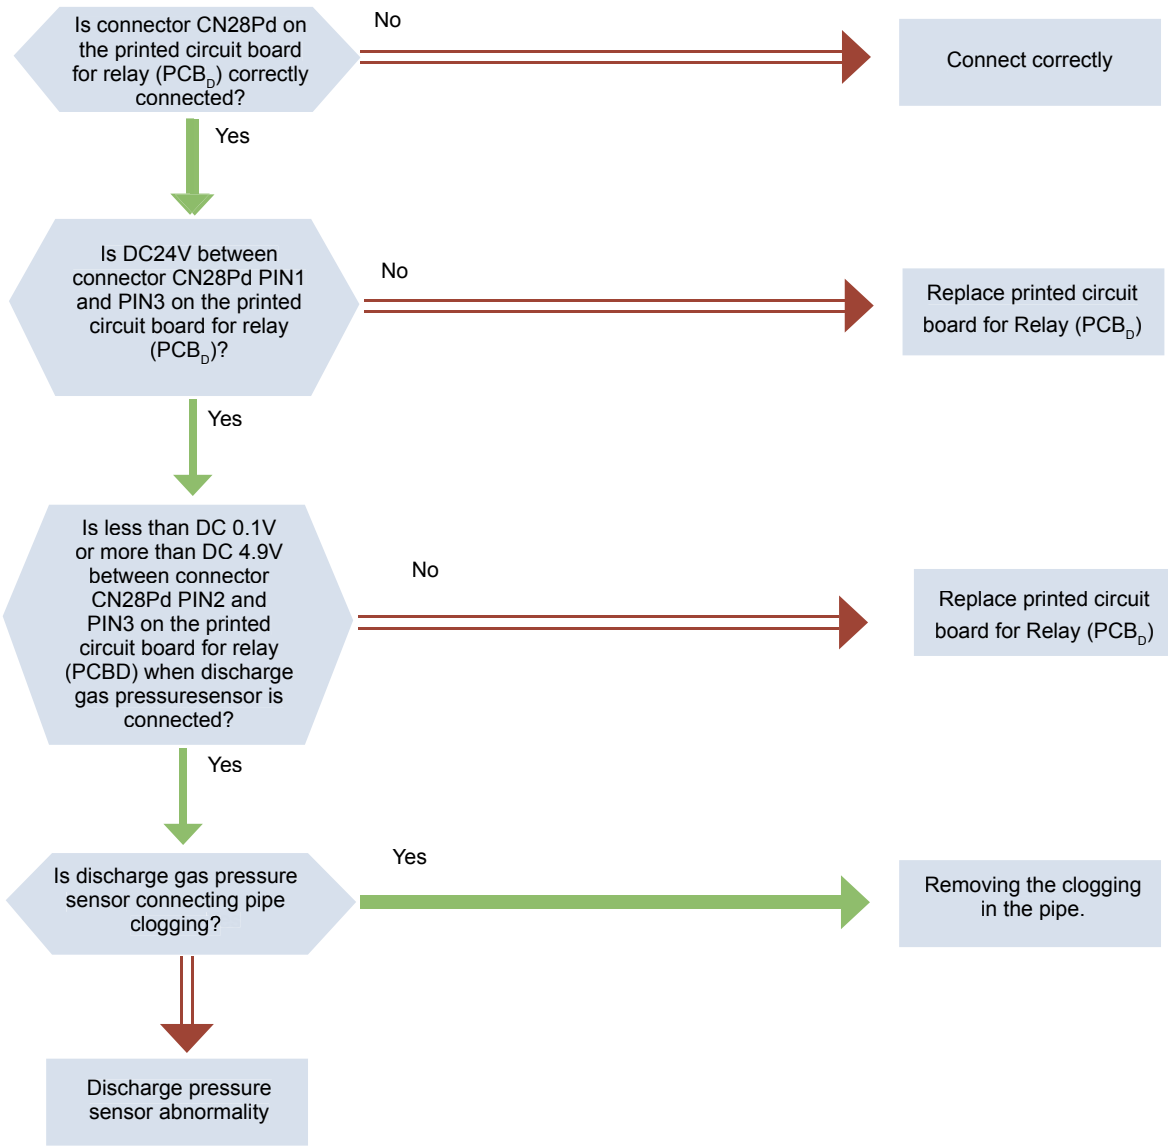 Is connector CN28Pd on
the printed circuit board
for relay (PCB_D) correctly
connected?
No
Connect correctly
Yes
Is DC24V between
connector CN28Pd PIN1
and PIN3 on the printed
circuit board for relay
(PCB_D)?
No
Replace printed circuit
board for Relay (PCB_D)
Yes
Is less than DC 0.1V
or more than DC 4.9V
between connector
CN28Pd PIN2 and
PIN3 on the printed
circuit board for relay
(PCBD) when discharge
gas pressuresensor is
connected?
No
Replace printed circuit
board for Relay (PCB_D)
Yes
Is discharge gas pressure
sensor connecting pipe
clogging?
Yes
Removing the clogging
in the pipe.
Discharge pressure
sensor abnormality